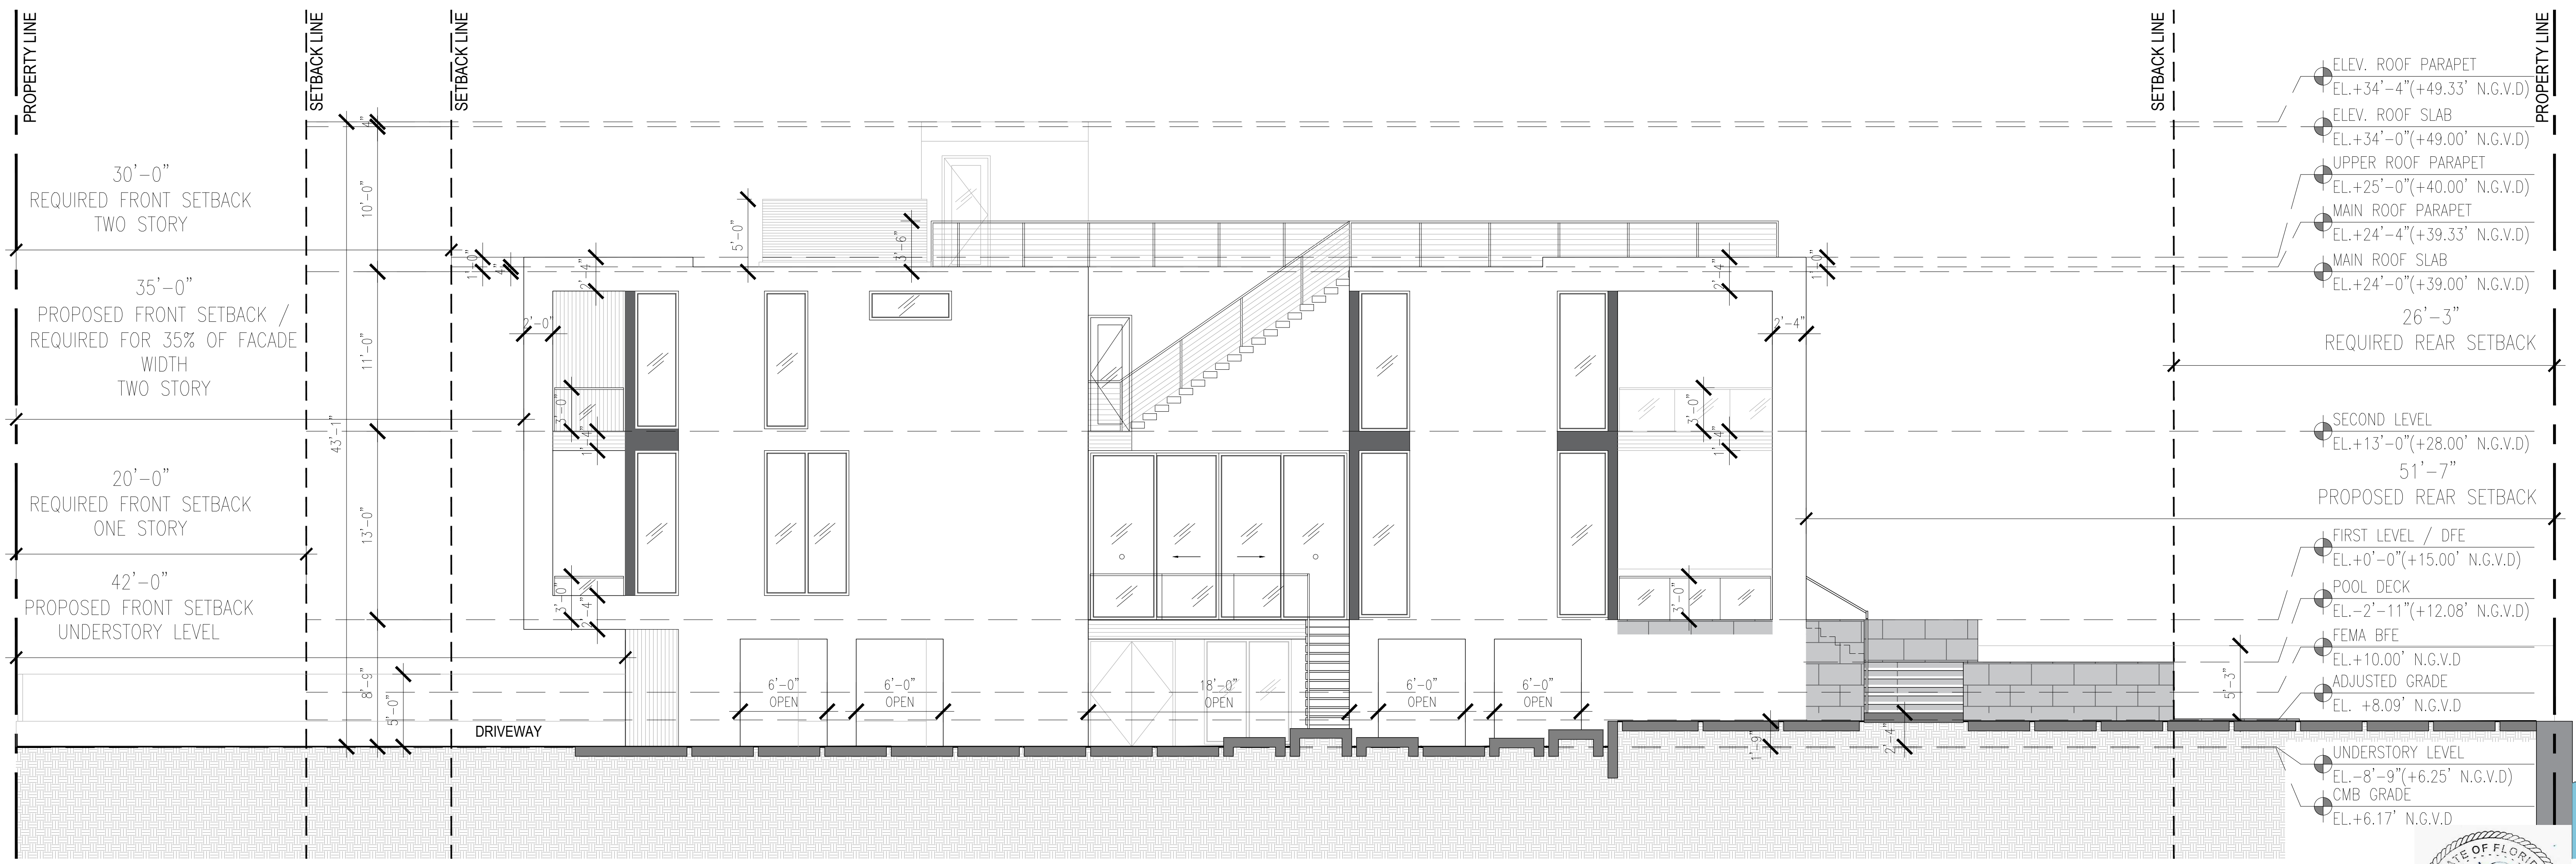 PROPERTY LINE
SETBACK LINE
SETBACK LINE
SETBACK LINE
PROPERTY LINE
30'-0"
REQUIRED FRONT SETBACK
TWO STORY
35'-0"
PROPOSED FRONT SETBACK /
REQUIRED FOR 35% OF FACADE
WIDTH
TWO STORY
20'-0"
REQUIRED FRONT SETBACK
ONE STORY
42'-0"
PROPOSED FRONT SETBACK
UNDERSTORY LEVEL
43'-1"
4"
10'-0"
11'-0"
13'-0"
8'-9"
5'-0"
1'-0"
4"
2'-4"
2'-0"
3'-0"
1'-4"
3'-0"
2'-4"
5'-0"
3'-6"
DRIVEWAY
6'-0"
OPEN
6'-0"
OPEN
18'-0"
OPEN
6'-0"
OPEN
6'-0"
OPEN
2'-4"
1'-0"
2'-4"
3'-0"
1'-4"
3'-0"
1'-9"
2'-4"
5'-3"
ELEV. ROOF PARAPET
EL.+34'-4"(+49.33' N.G.V.D)
ELEV. ROOF SLAB
EL.+34'-0"(+49.00' N.G.V.D)
UPPER ROOF PARAPET
EL.+25'-0"(+40.00' N.G.V.D)
MAIN ROOF PARAPET
EL.+24'-4"(+39.33' N.G.V.D)
MAIN ROOF SLAB
EL.+24'-0"(+39.00' N.G.V.D)
26'-3"
REQUIRED REAR SETBACK
SECOND LEVEL
EL.+13'-0"(+28.00' N.G.V.D)
51'-7"
PROPOSED REAR SETBACK
FIRST LEVEL / DFE
EL.+0'-0"(+15.00' N.G.V.D)
POOL DECK
EL.-2'-11"(+12.08' N.G.V.D)
FEMA BFE
EL.+10.00' N.G.V.D
ADJUSTED GRADE
EL. +8.09' N.G.V.D
UNDERSTORY LEVEL
EL.-8'-9"(+6.25' N.G.V.D)
CMB GRADE
EL.+6.17' N.G.V.D
OF FLORID